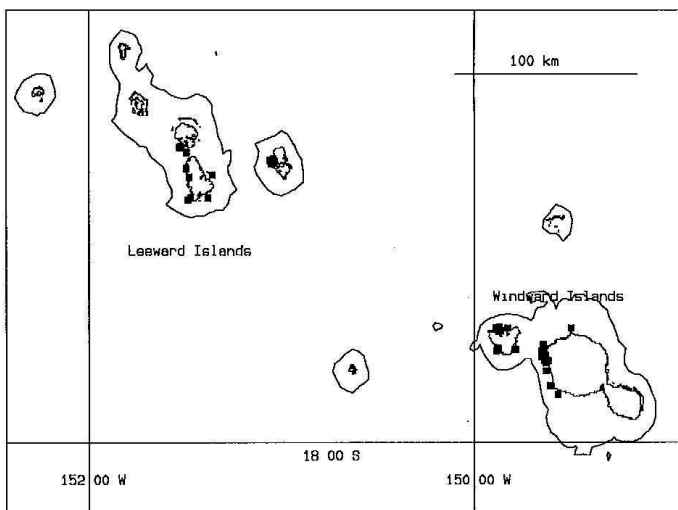 100 km
Leeward Islands
Windward Islands
18 00 S
152 00 W
150 00 W